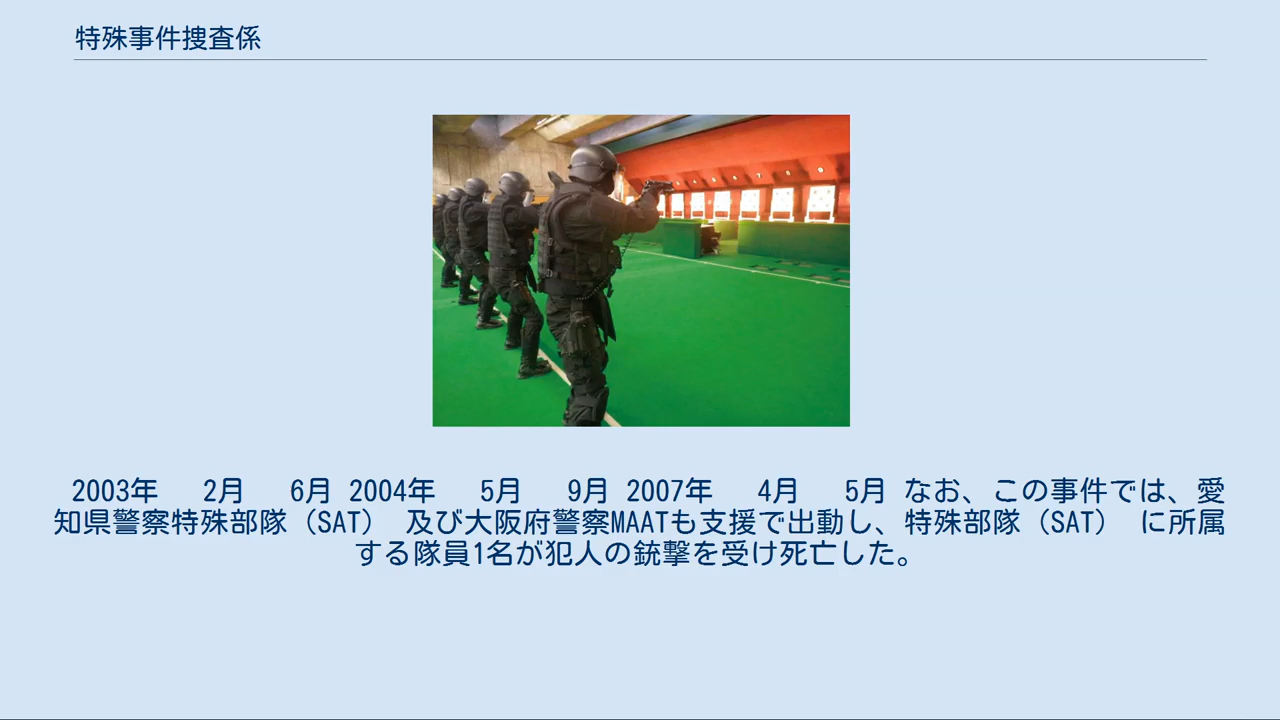 特殊事件捜査係
2003年 2月 6月 2004年 5月 9月 2007年 4月 5月 なお、この事件では、愛
知県警察特殊部隊（SAT） 及び大阪府警察MAATも支援で出動し、特殊部隊（SAT） に所属
する隊員1名が犯人の銃撃を受け死亡した。